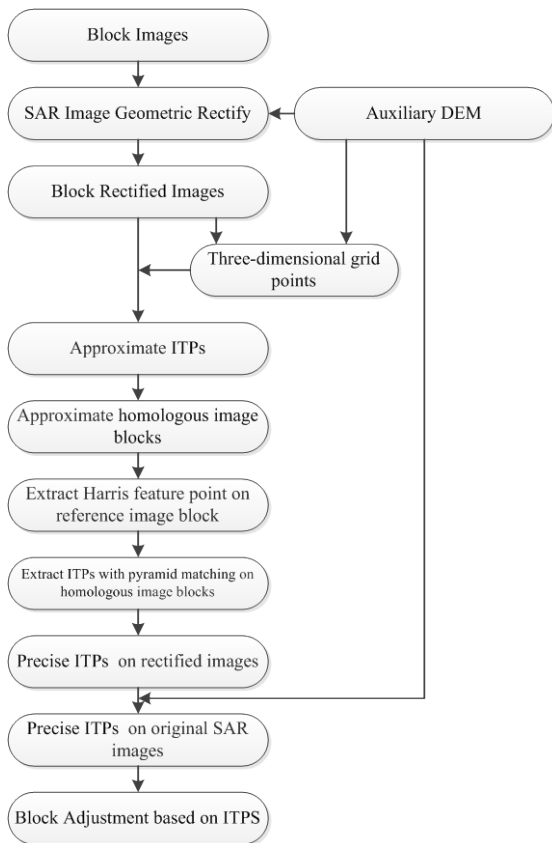 Block Images
SAR Image Geometric Rectify
Auxiliary DEM
Block Rectified Images
Three-dimensional grid
points
Approximate ITPs
Approximate homologous image
blocks
Extract Harris feature point on
reference image block
Extract ITPs with pyramid matching on
homologous image blocks
Precise ITPs on rectified images
Precise ITPs on original SAR
images
Block Adjustment based on ITPS